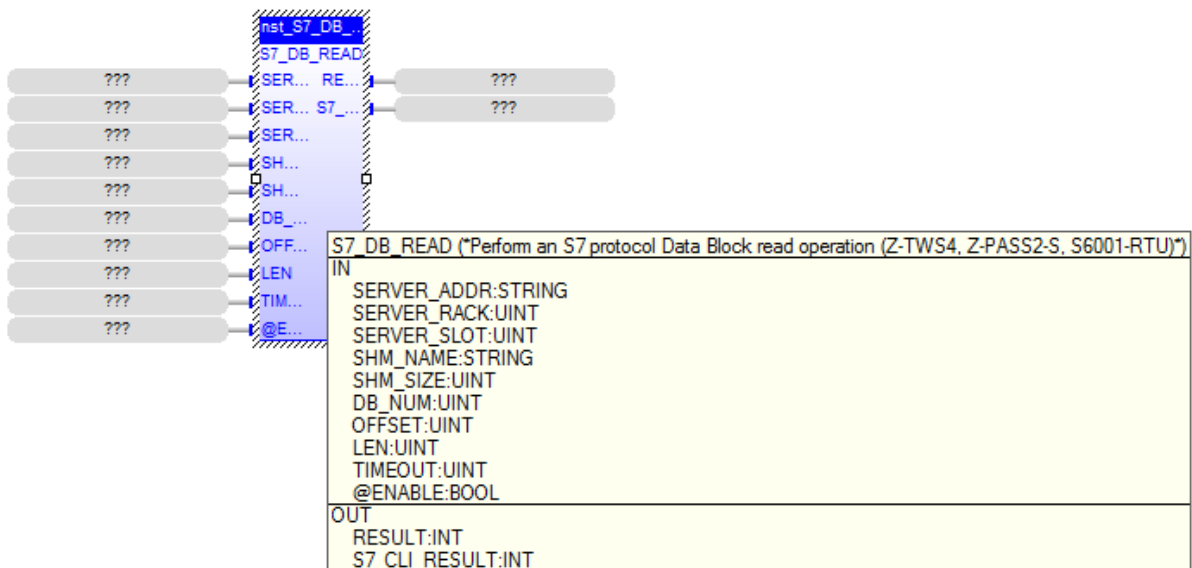 nst_S7_DB_...
S7_DB_READ
??? SER... RE... ???
??? SER... S7_... ???
??? SER...
??? SH...
??? SH...
??? DB_...
??? OFF...
??? LEN
??? TIM...
??? @E...
S7_DB_READ (*Perform an S7 protocol Data Block read operation (Z-TWS4, Z-PASS2-S, S6001-RTU)*)
IN
SERVER_ADDR:STRING
SERVER_RACK:UINT
SERVER_SLOT:UINT
SHM_NAME:STRING
SHM_SIZE:UINT
DB_NUM:UINT
OFFSET:UINT
LEN:UINT
TIMEOUT:UINT
@ENABLE:BOOL
OUT
RESULT:INT
S7_CLI_RESULT:INT